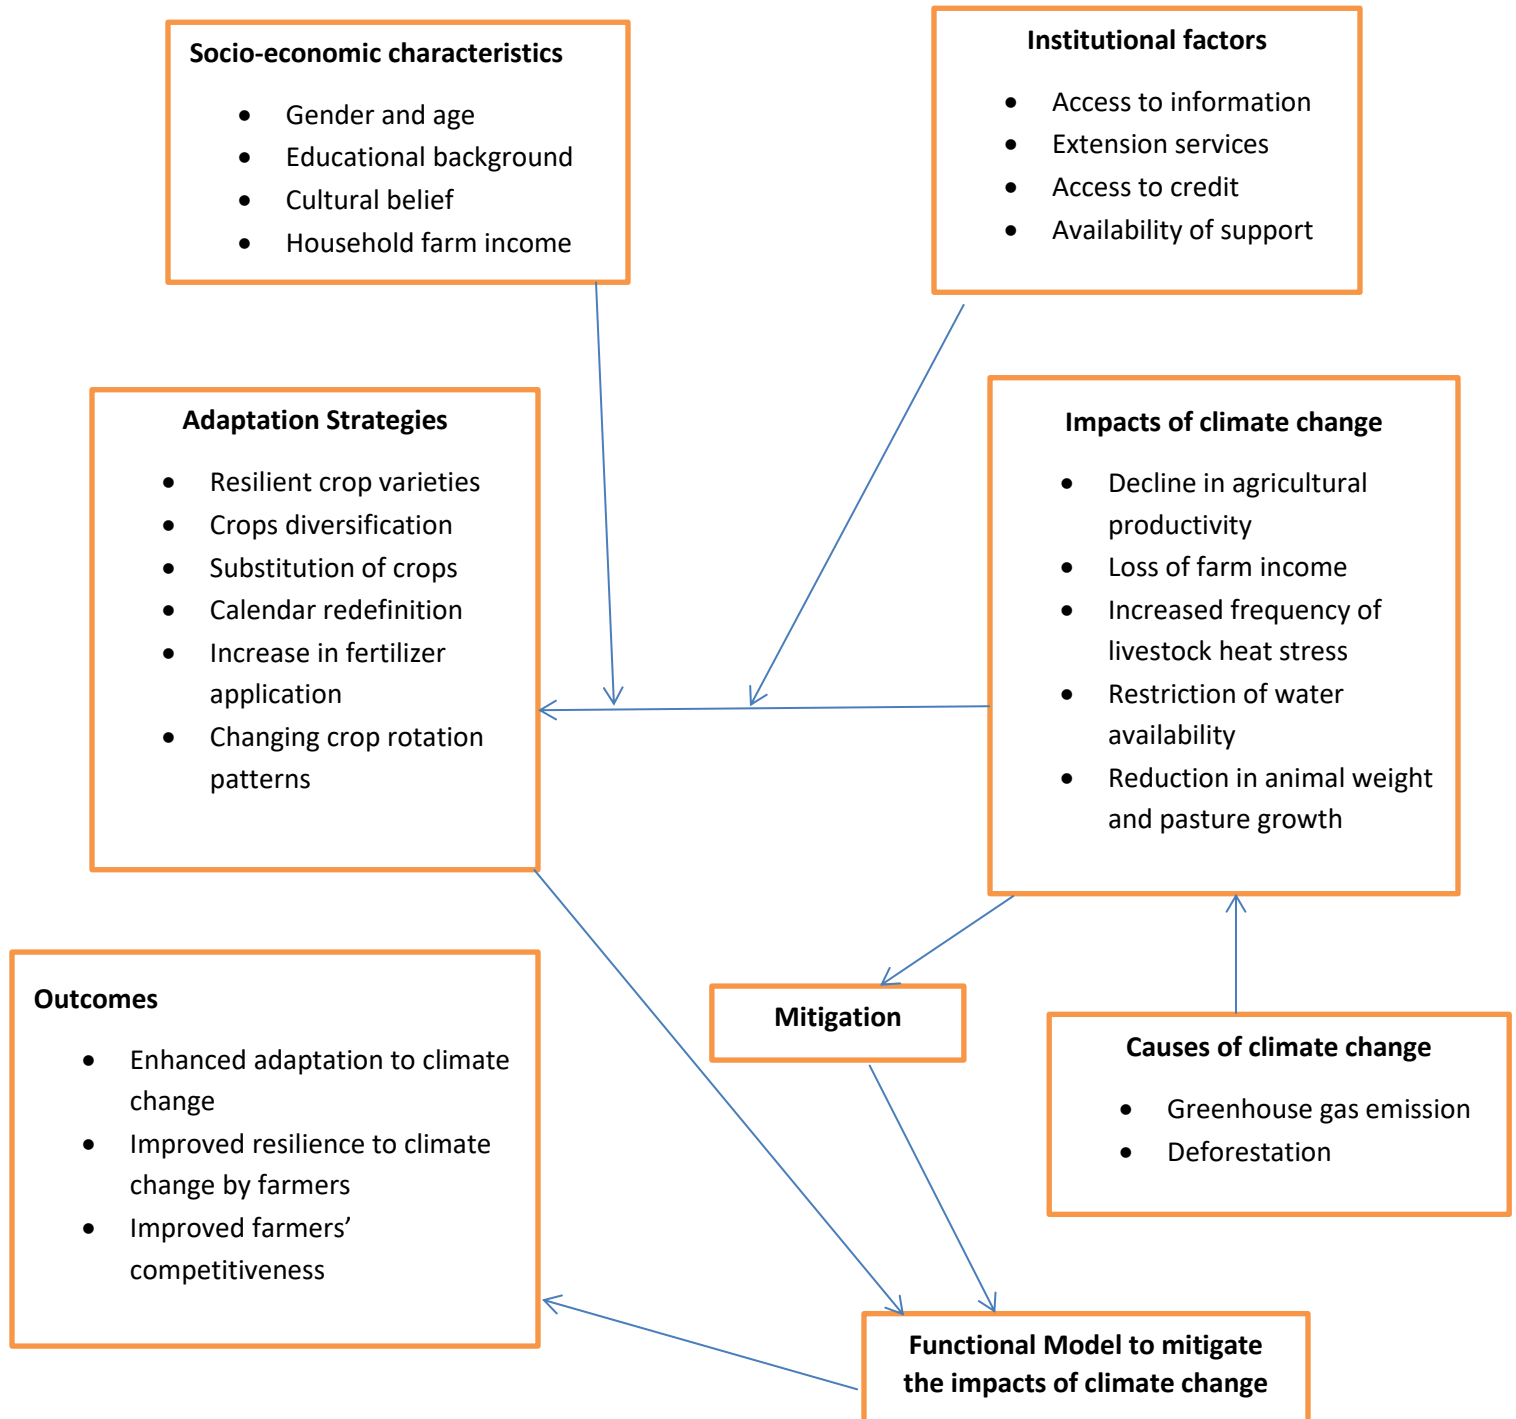 Socio-economic characteristics
• Gender and age
• Educational background
• Cultural belief
• Household farm income
Institutional factors
• Access to information
• Extension services
• Access to credit
• Availability of support
Adaptation Strategies
• Resilient crop varieties
• Crops diversification
• Substitution of crops
• Calendar redefinition
• Increase in fertilizer
application
• Changing crop rotation
patterns
Impacts of climate change
• Decline in agricultural
productivity
• Loss of farm income
• Increased frequency of
livestock heat stress
• Restriction of water
availability
• Reduction in animal weight
and pasture growth
Outcomes
• Enhanced adaptation to climate
change
• Improved resilience to climate
change by farmers
• Improved farmers’
competitiveness
Mitigation
Causes of climate change
• Greenhouse gas emission
• Deforestation
Functional Model to mitigate
the impacts of climate change